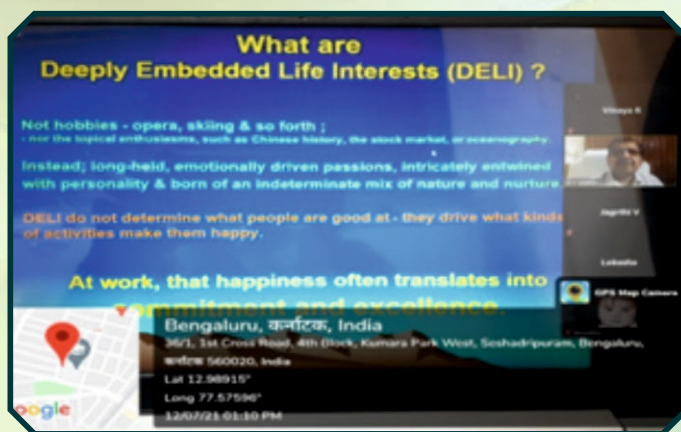 What are
Deeply Embedded Life Interests (DELI) ?
Not hobbies - opera, skiing & so forth ;
- nor the topical enthusiasms, such as Chinese history, the stock market, or oceanography.
Instead; long-held, emotionally driven passions, intricately entwined
with personality & born of an indeterminate mix of nature and nurture.
DELI do not determine what people are good at - they drive what kinds
of activities make them happy.
At work, that happiness often translates into
commitment and excellence.
Vinaya K
Jagrithi V
Lokesha
GPS Map Camera
Bengaluru, कर्नाटक, India
36/1, 1st Cross Road, 4th Block, Kumara Park West, Seshadripuram, Bengaluru,
कर्नाटक 560020, India
Lat 12.98915°
Long 77.57596°
12/07/21 01:10 PM
oogle